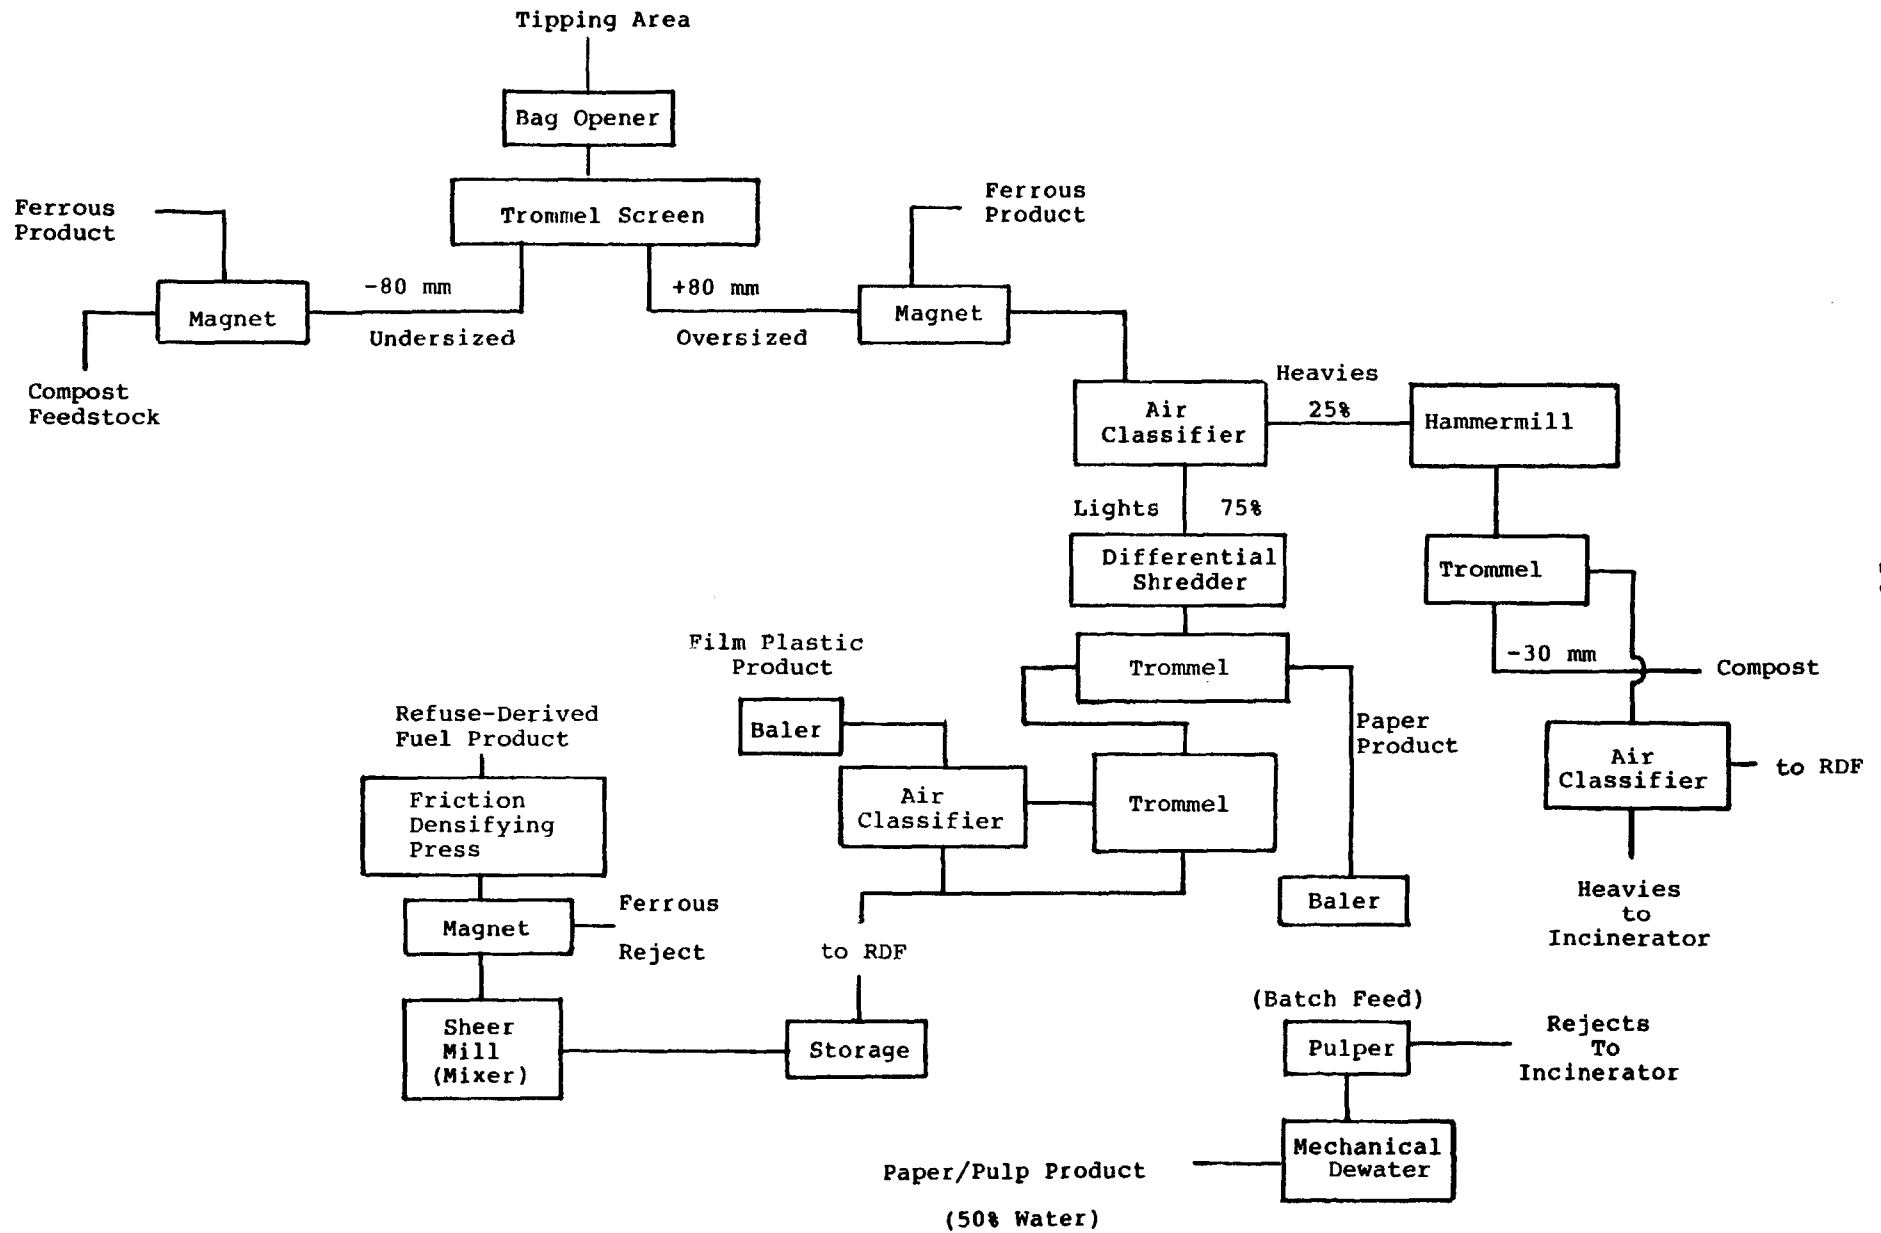 Tipping Area
Bag Opener
Trommel Screen
Ferrous
Product
Ferrous
Product
-80 mm
+80 mm
Magnet
Undersized
Oversized
Magnet
Compost
Feedstock
Heavies
25%
Air
Classifier
Hammermill
Lights 75%
Differential
Shredder
Trommel
Film Plastic
Product
Trommel
-30 mm
Compost
Refuse-Derived
Fuel Product
Baler
Paper
Product
Air
Classifier
to RDF
Friction
Densifying
Press
Air
Classifier
Trommel
Magnet
Ferrous
Reject
Baler
Heavies
to
Incinerator
to RDF
Sheer
Mill
(Mixer)
Storage
(Batch Feed)
Pulper
Rejects
To
Incinerator
Mechanical
Dewater
Paper/Pulp Product
(50% Water)